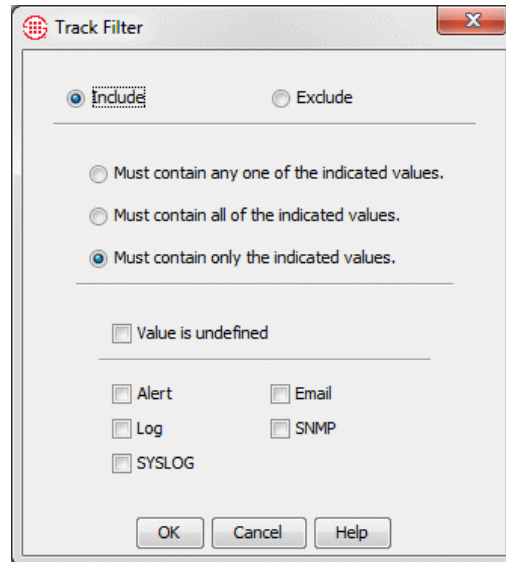 Track Filter
Include Exclude
Must contain any one of the indicated values.
Must contain all of the indicated values.
Must contain only the indicated values.
Value is undefined
Alert Email
Log SNMP
SYSLOG
OK Cancel Help